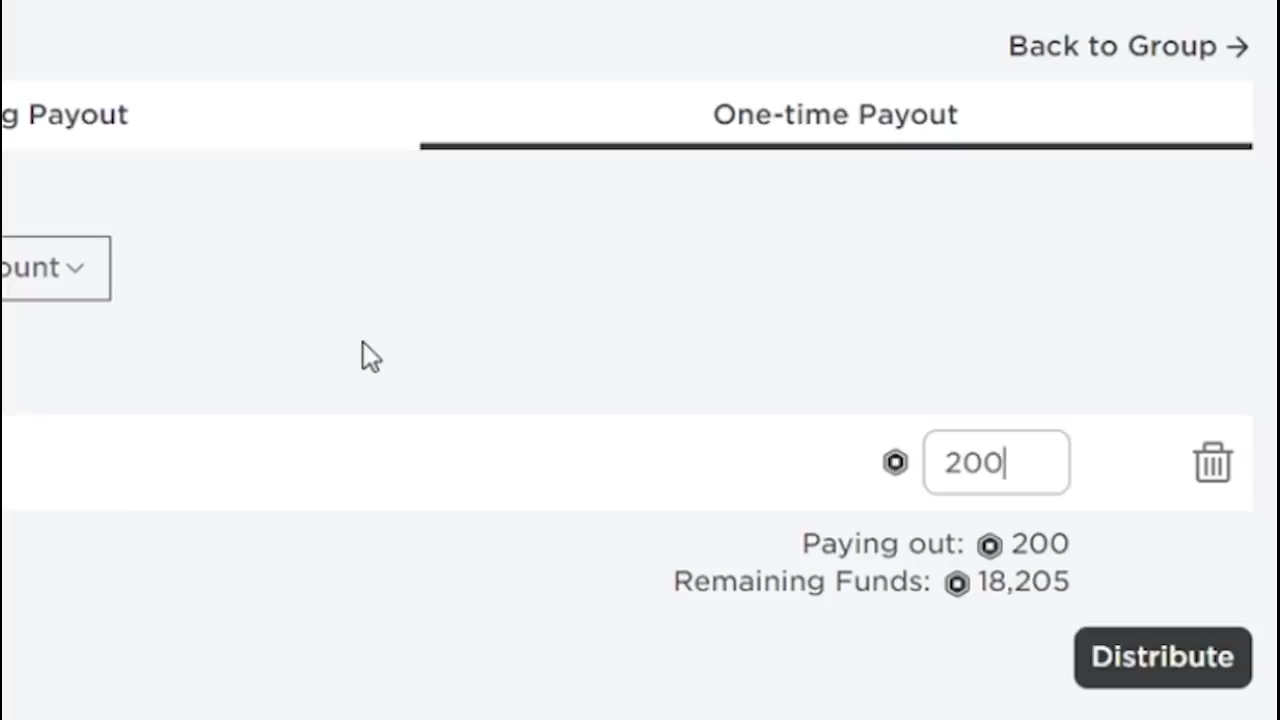 Back to Group →
g Payout
One-time Payout
ount
200
Paying out: 200
Remaining Funds: 18,205
Distribute